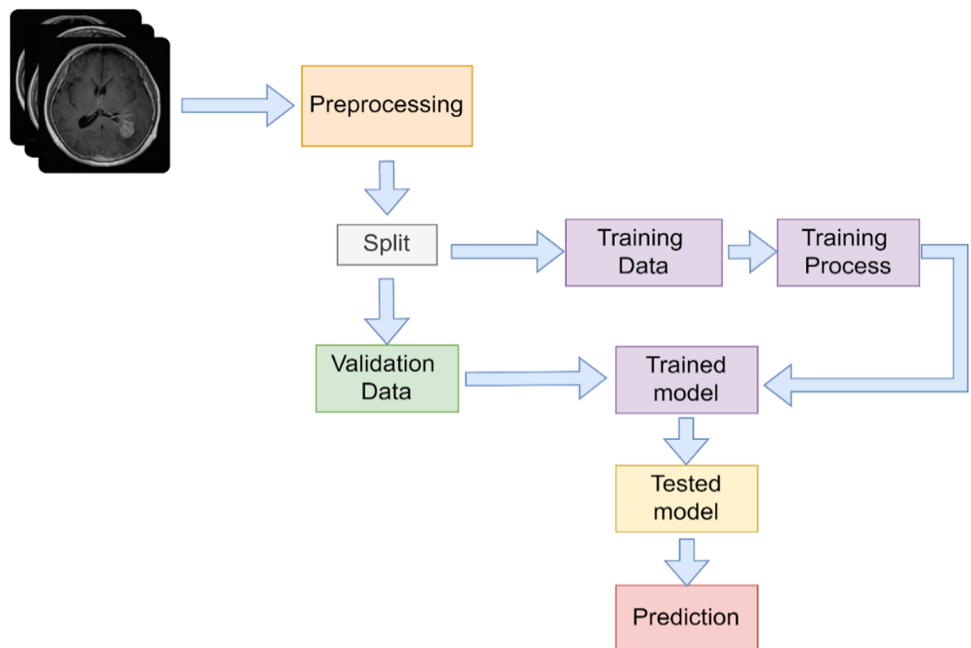 Preprocessing
Split
Training
Data
Training
Process
Validation
Data
Trained
model
Tested
model
Prediction